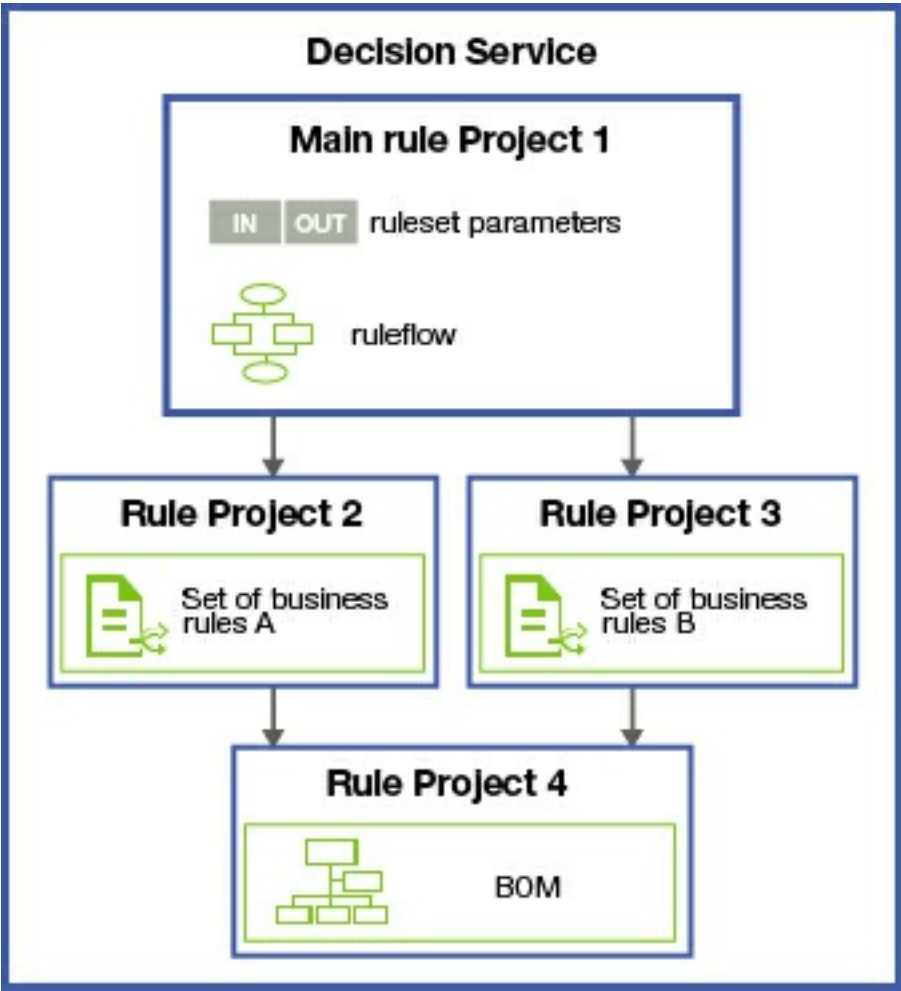 Decision Service
Main rule Project 1
IN OUT ruleset parameters
ruleflow
Rule Project 2
Set of business
rules A
Rule Project 3
Set of business
rules B
Rule Project 4
BOM